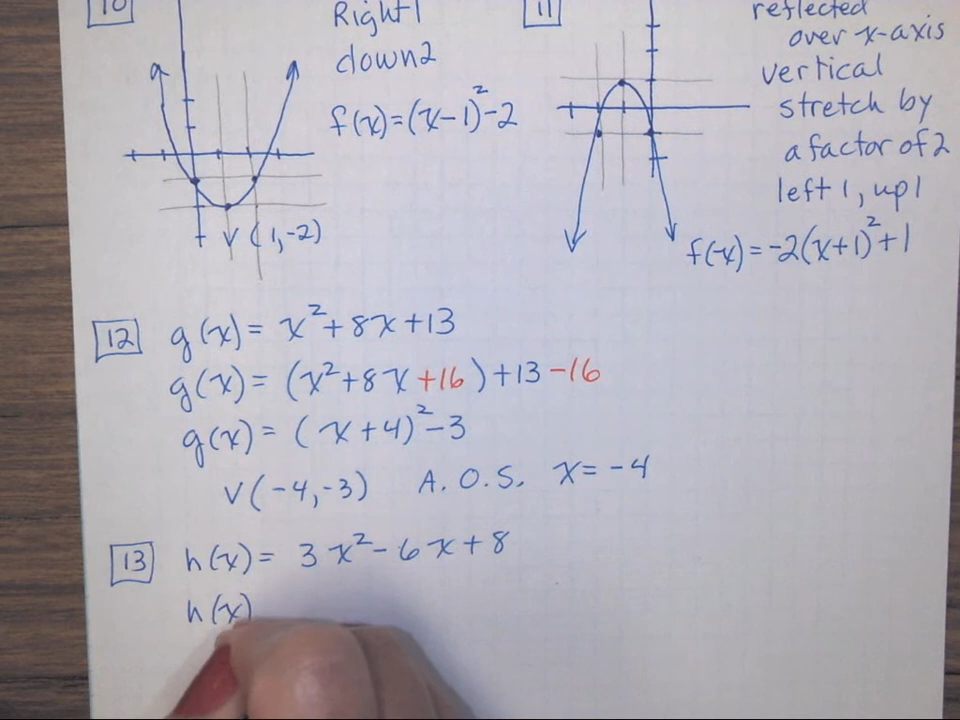 10
Right 1
down 2
f(x)=(x-1)²-2
V (1,-2)
11
reflected
over x-axis
vertical
stretch by
a factor of 2
left 1, up 1
f(x)=-2(x+1)²+1
12 g(x)= x²+8x+13
g(x)= (x²+8x+16)+13-16
g(x)= (x+4)²-3
V(-4,-3) A.O.S. x=-4
13 h(x)= 3x²-6x+8
h(x)